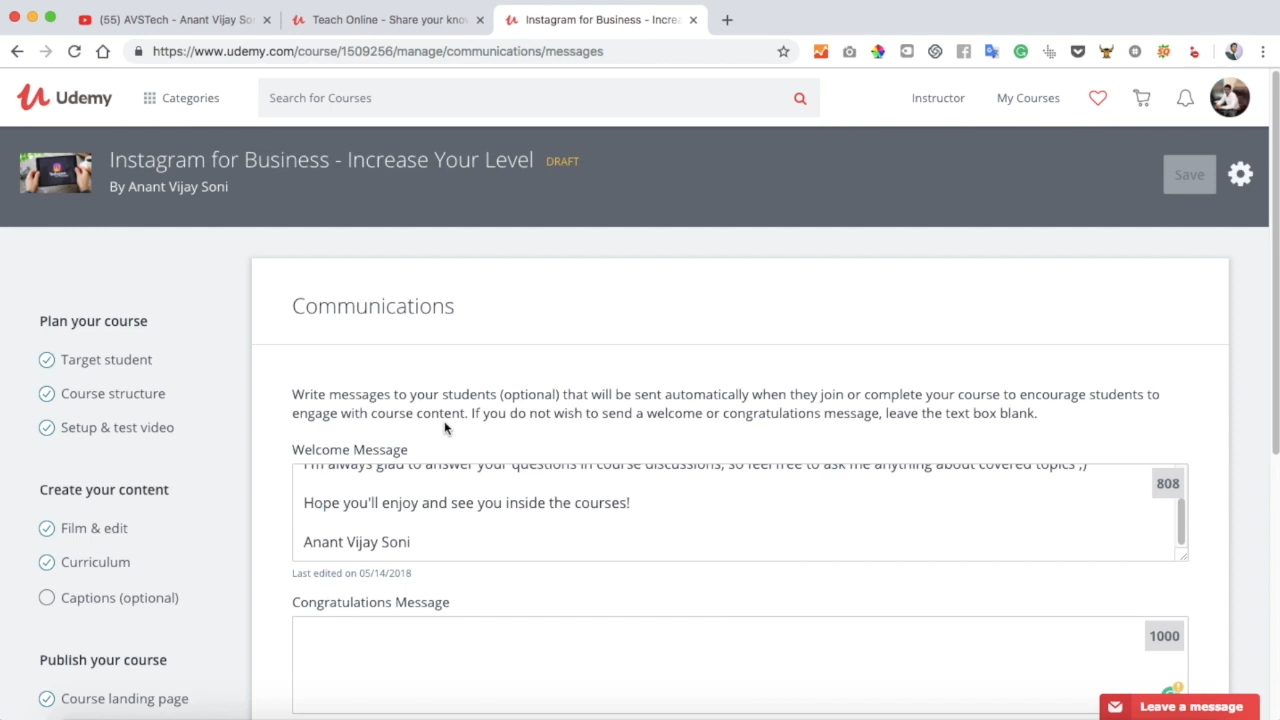 (55) AVSTech - Anant Vijay So
Teach Online - Share your kno
Instagram for Business - Increa
https://www.udemy.com/course/1509256/manage/communications/messages
Udemy
Categories
Search for Courses
Instructor
My Courses
Instagram for Business - Increase Your Level DRAFT
By Anant Vijay Soni
Save
Communications
Plan your course
Target student
Course structure
Setup & test video
Create your content
Film & edit
Curriculum
Captions (optional)
Publish your course
Course landing page
Write messages to your students (optional) that will be sent automatically when they join or complete your course to encourage students to
engage with course content. If you do not wish to send a welcome or congratulations message, leave the text box blank.
Welcome Message
I'm always glad to answer your questions in course discussions, so feel free to ask me anything about covered topics ;)
808
Hope you'll enjoy and see you inside the courses!
Anant Vijay Soni
Last edited on 05/14/2018
Congratulations Message
1000
Leave a message